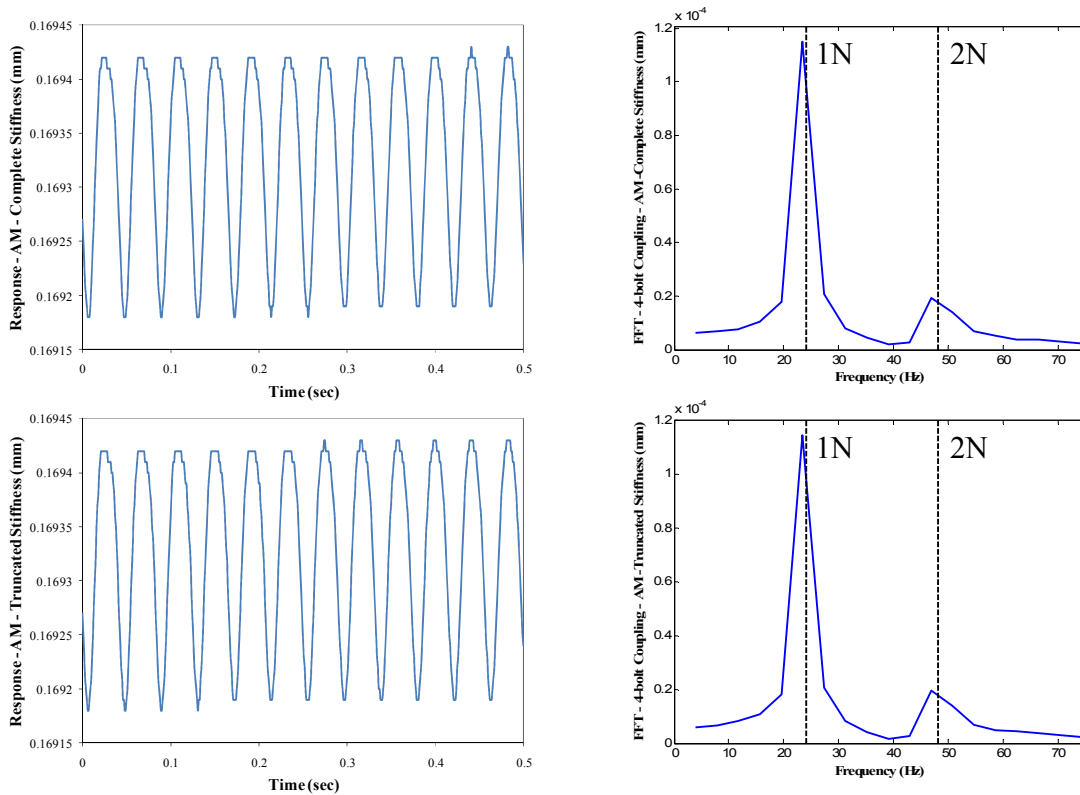 Response - AM - Complete Stiffness (mm)
0.16945
0.1694
0.16935
0.1693
0.16925
0.1692
0.16915
0 0.1 0.2 0.3 0.4 0.5
Time (sec)
FFT - 4-bolt Coupling - AM-Complete Stiffness (mm)
x 10-4
1.2
1
0.8
0.6
0.4
0.2
0
1N 2N
0 10 20 30 40 50 60 70
Frequency (Hz)
Response - AM - Truncated Stiffness (mm)
0.16945
0.1694
0.16935
0.1693
0.16925
0.1692
0.16915
0 0.1 0.2 0.3 0.4 0.5
Time (sec)
FFT - 4-bolt Coupling - AM -Truncated Stiffness (mm)
x 10-4
1.2
1
0.8
0.6
0.4
0.2
0
1N 2N
0 10 20 30 40 50 60 70
Frequency (Hz)